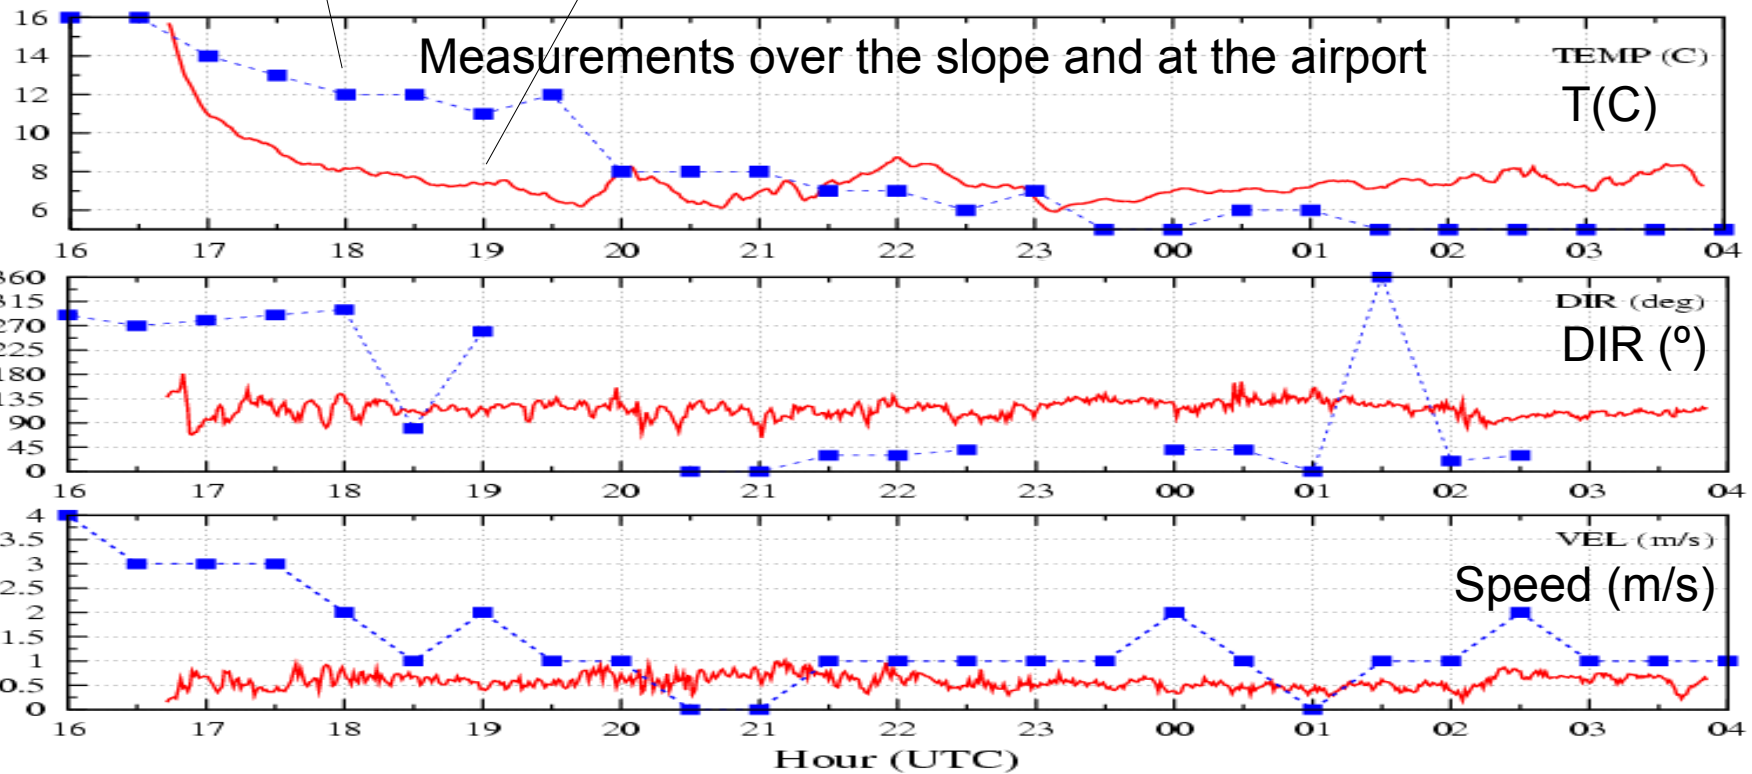 Measurements over the slope and at the airport
TEMP (C)
T(C)
16
14
12
10
8
6
16 17 18 19 20 21 22 23 00 01 02 03 04
DIR (deg)
DIR (º)
360
315
270
225
180
135
90
45
0
16 17 18 19 20 21 22 23 00 01 02 03 04
VEL (m/s)
Speed (m/s)
4
3.5
3
2.5
2
1.5
1
0.5
0
16 17 18 19 20 21 22 23 00 01 02 03 04
Hour (UTC)